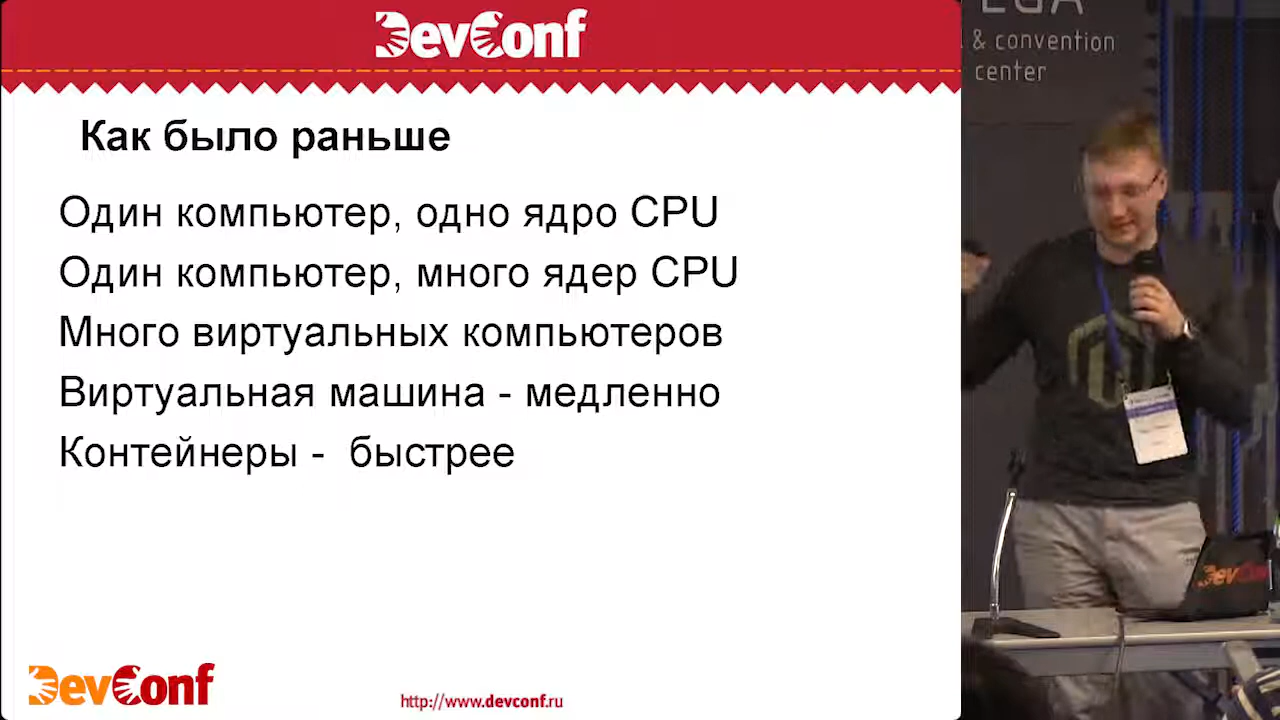 DevConf
Как было раньше
Один компьютер, одно ядро CPU
Один компьютер, много ядер CPU
Много виртуальных компьютеров
Виртуальная машина - медленно
Контейнеры - быстрее
DevConf
http://www.devconf.ru
& convention
center
DevConf